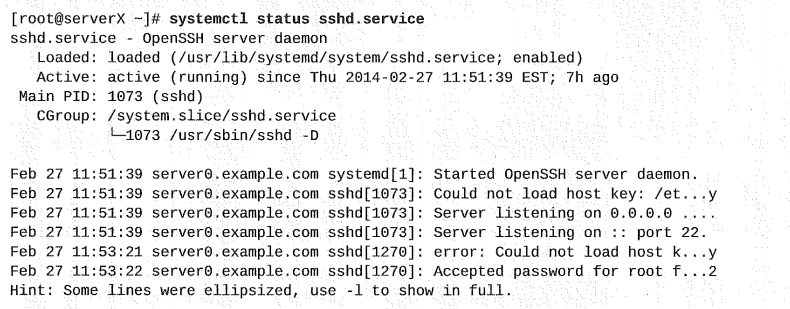 [root@serverX ~]# systemctl status sshd.service
sshd.service - OpenSSH server daemon
   Loaded: loaded (/usr/lib/systemd/system/sshd.service; enabled)
   Active: active (running) since Thu 2014-02-27 11:51:39 EST; 7h ago
 Main PID: 1073 (sshd)
   CGroup: /system.slice/sshd.service
           └─1073 /usr/sbin/sshd -D

Feb 27 11:51:39 server0.example.com systemd[1]: Started OpenSSH server daemon.
Feb 27 11:51:39 server0.example.com sshd[1073]: Could not load host key: /et...y
Feb 27 11:51:39 server0.example.com sshd[1073]: Server listening on 0.0.0.0 ....
Feb 27 11:51:39 server0.example.com sshd[1073]: Server listening on :: port 22.
Feb 27 11:53:21 server0.example.com sshd[1270]: error: Could not load host k...y
Feb 27 11:53:22 server0.example.com sshd[1270]: Accepted password for root f...2
Hint: Some lines were ellipsized, use -l to show in full.